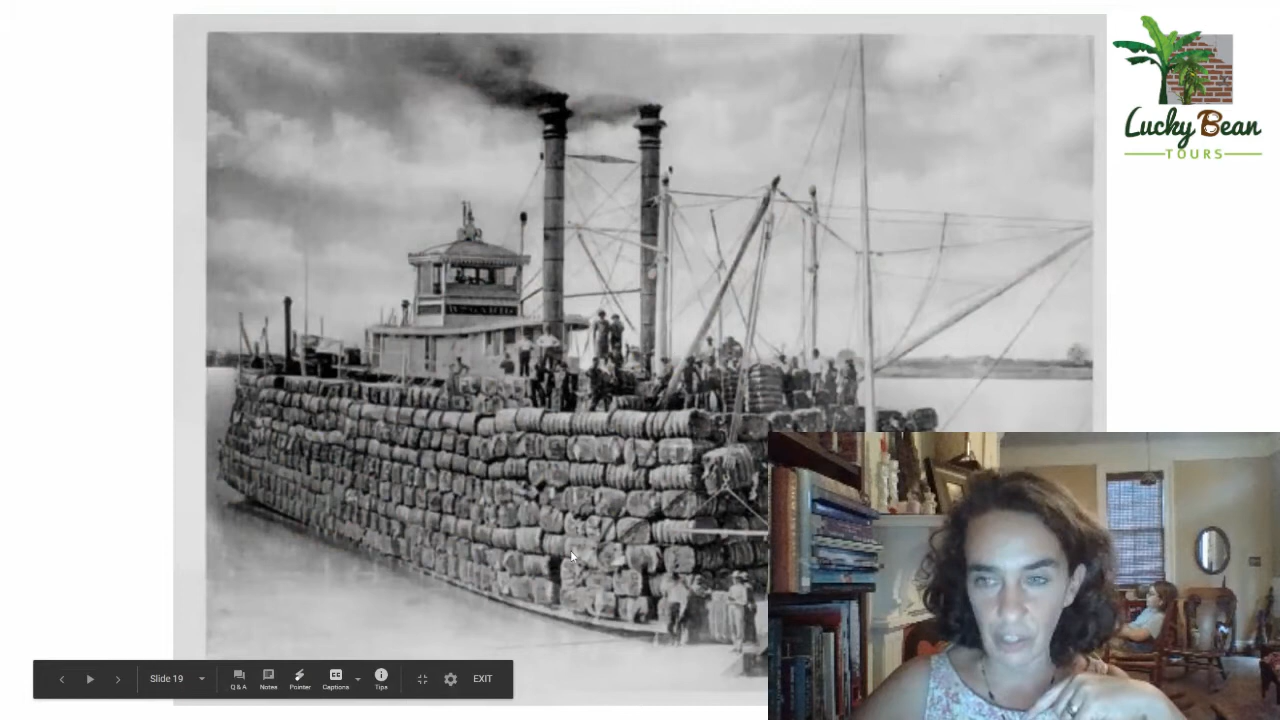 Lucky Bean
TOURS
Slide 19
Q & A
Notes
Pointer
Captions
Tips
EXIT